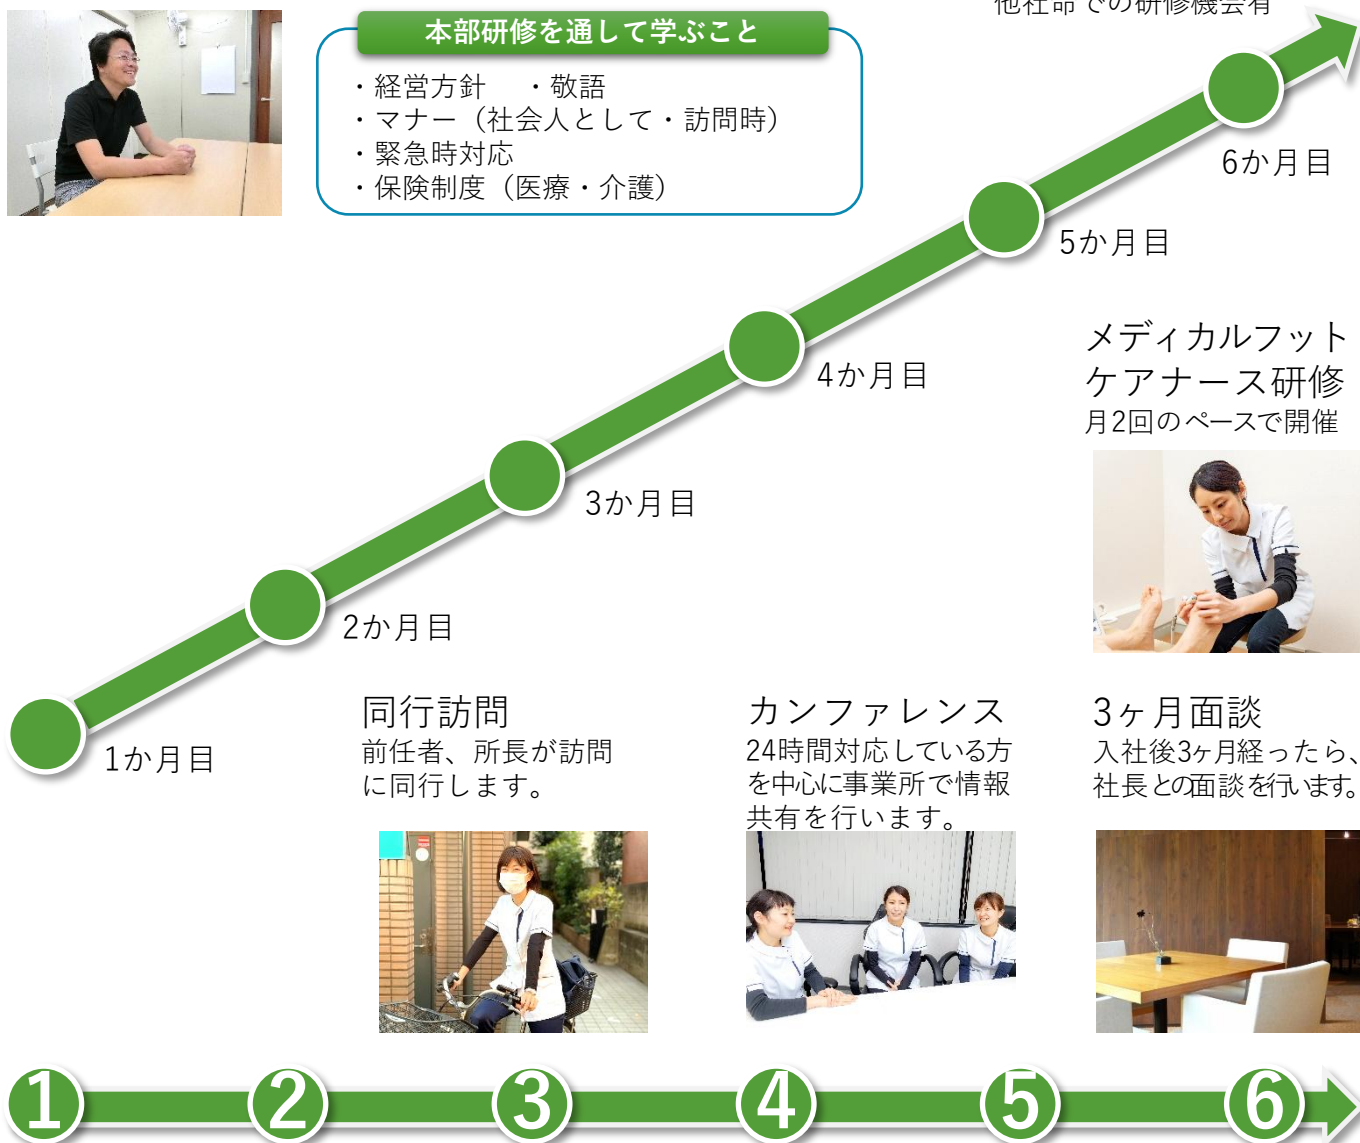 他社命での研修機会有
本部研修を通して学ぶこと
・経営方針　・敬語
・マナー（社会人として・訪問時）
・緊急時対応
・保険制度（医療・介護）
6か月目
5か月目
4か月目
3か月目
2か月目
1か月目
メディカルフット
ケアナース研修
月2回のペースで開催
同行訪問
前任者、所長が訪問
に同行します。
カンファレンス
24時間対応している方
を中心に事業所で情報
共有を行います。
3ヶ月面談
入社後3ヶ月経ったら、
社長との面談を行います。
1 2 3 4 5 6